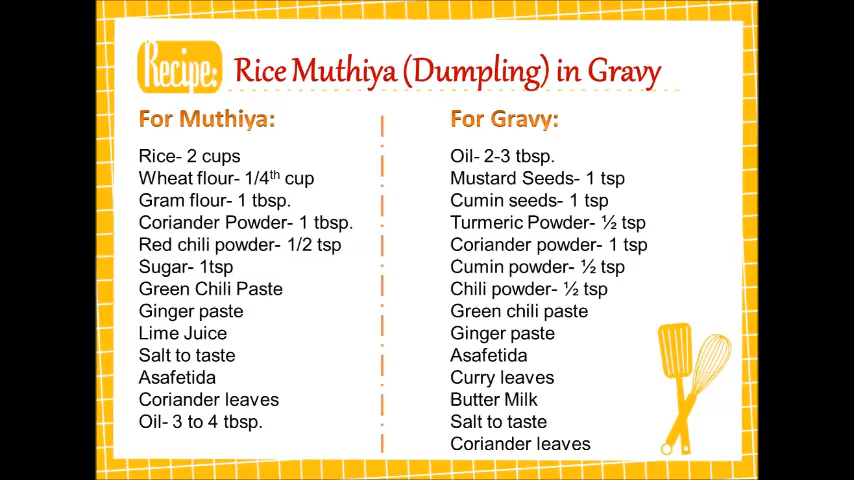 Recipe: Rice Muthiya (Dumpling) in Gravy
For Muthiya:
Rice- 2 cups
Wheat flour- 1/4th cup
Gram flour- 1 tbsp.
Coriander Powder- 1 tbsp.
Red chili powder- 1/2 tsp
Sugar- 1tsp
Green Chili Paste
Ginger paste
Lime Juice
Salt to taste
Asafetida
Coriander leaves
Oil- 3 to 4 tbsp.
For Gravy:
Oil- 2-3 tbsp.
Mustard Seeds- 1 tsp
Cumin seeds- 1 tsp
Turmeric Powder- ½ tsp
Coriander powder- 1 tsp
Cumin powder- ½ tsp
Chili powder- ½ tsp
Green chili paste
Ginger paste
Asafetida
Curry leaves
Butter Milk
Salt to taste
Coriander leaves